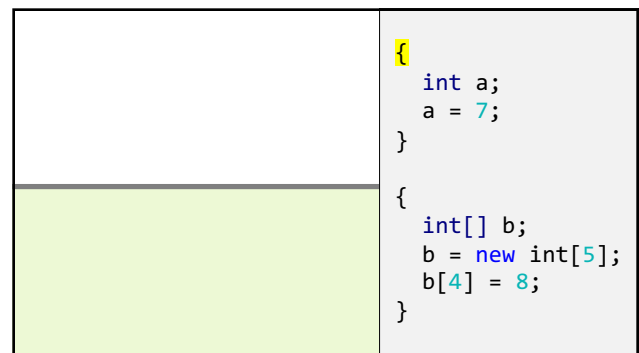 {
int a;
a = 7;
}
{
int[] b;
b = new int[5];
b[4] = 8;
}